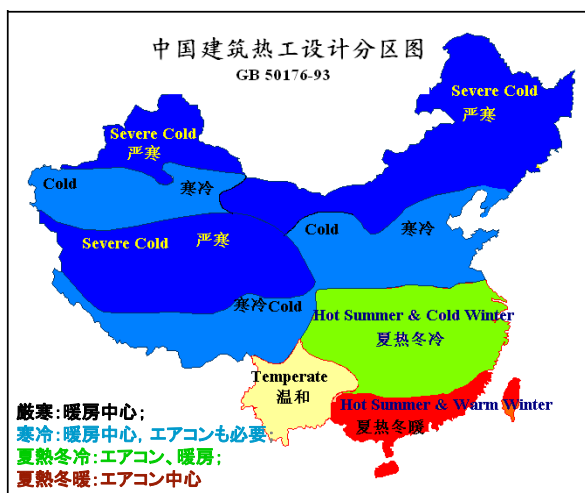 中国建筑热工设计分区图
GB 50176-93
Severe Cold
严寒
Severe Cold
严寒
Cold
寒冷
Cold
寒冷
Severe Cold
严寒
寒冷Cold
Hot Summer & Cold Winter
夏热冬冷
Temperate
温和
Hot Summer & Warm Winter
夏热冬暖
厳寒:暖房中心;
寒冷:暖房中心, エアコンも必要;
夏熱冬冷:エアコン、暖房;
夏熱冬暖:エアコン中心